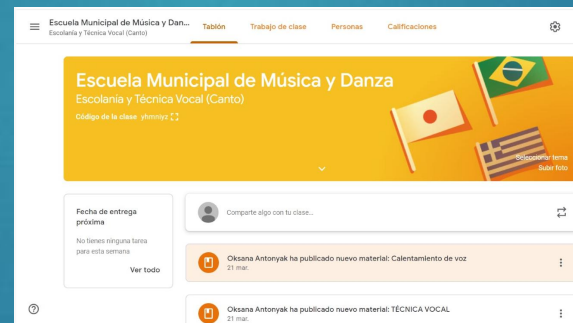 Escuela Municipal de Música y Dan...
Escolanía y Técnica Vocal (Canto)
Tablón
Trabajo de clase
Personas
Calificaciones
Escuela Municipal de Música y Danza
Escolanía y Técnica Vocal (Canto)
Código de la clase yhmnjyz
Seleccionar tema
Subir foto
Fecha de entrega
próxima
No tienes ninguna tarea
para esta semana
Ver todo
Comparte algo con tu clase...
Oksana Antonyak ha publicado nuevo material: Calentamiento de voz
21 mar.
Oksana Antonyak ha publicado nuevo material: TÉCNICA VOCAL
21 mar.